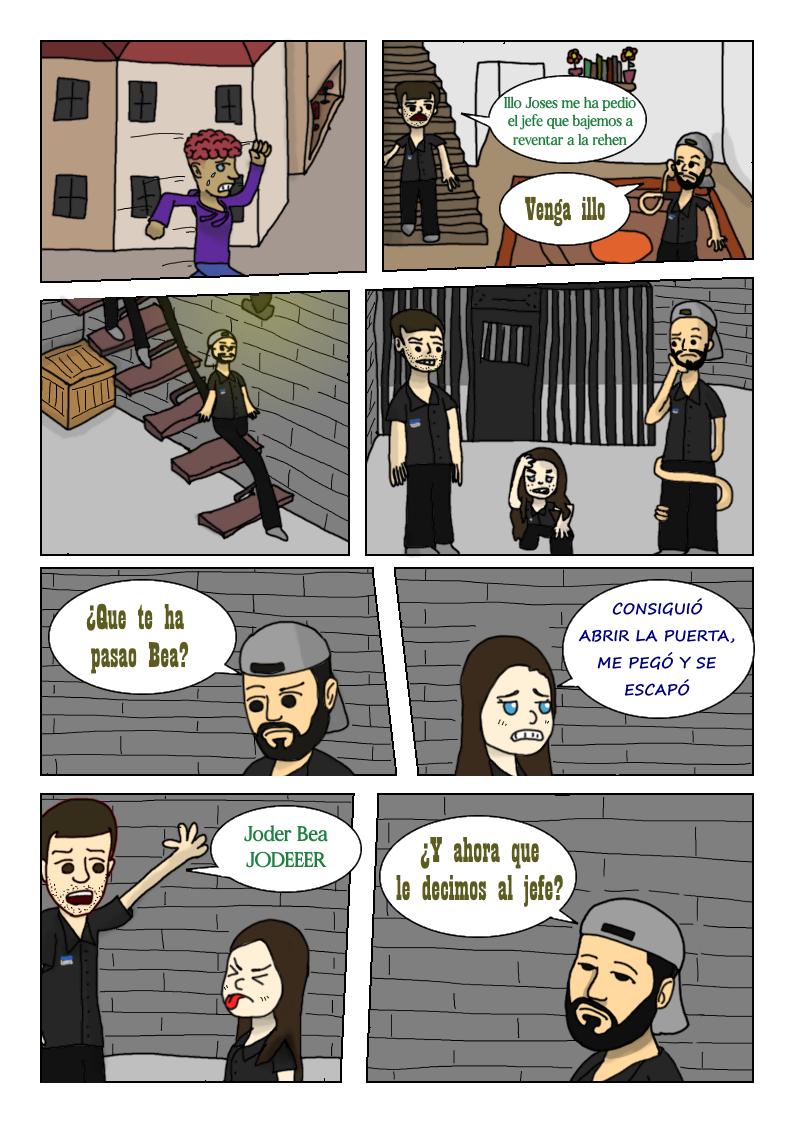 Illo Joses me ha pedio
el jefe que bajemos a
reventar a la rehen
Venga illo
¿Que te ha
pasao Bea?
CONSIGUIÓ
ABRIR LA PUERTA,
ME PEGÓ Y SE
ESCAPÓ
Joder Bea
JODEEER
¿Y ahora que
le decimos al jefe?